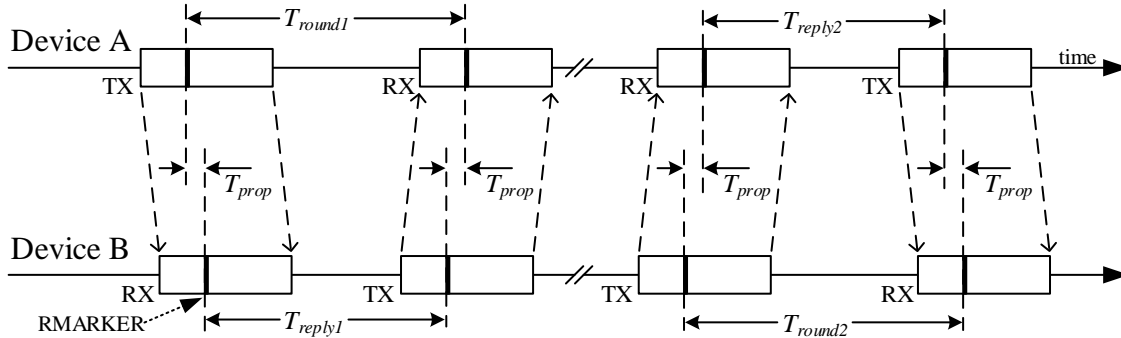 T_round1
T_reply2
Device A
time
TX
RX
RX
TX
T_prop
T_prop
T_prop
T_prop
Device B
RX
TX
TX
RX
RMARKER
T_reply1
T_round2